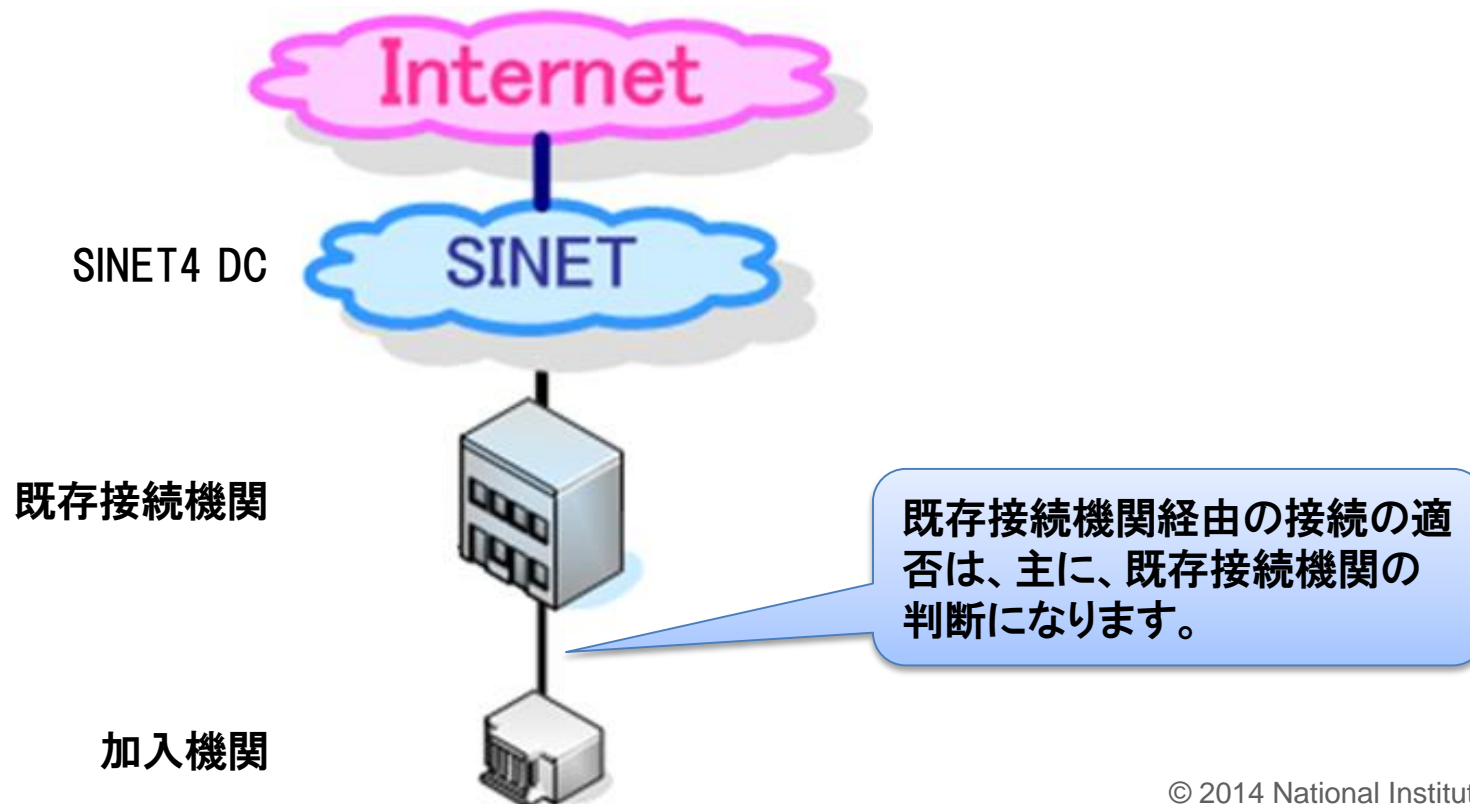 Internet
SINET4 DC
SINET
既存接続機関
既存接続機関経由の接続の適
否は、主に、既存接続機関の
判断になります。
加入機関
© 2014 National